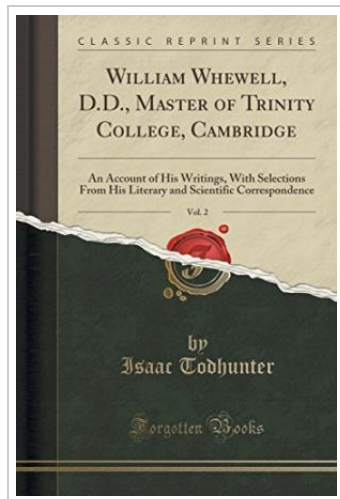 CLASSIC REPRINT SERIES
WILLIAM WHEWELL,
D.D., MASTER OF TRINITY
COLLEGE, CAMBRIDGE
An Account of His Writings, With Selections
From His Literary and Scientific Correspondence
Vol. 2
by
Isaac Todhunter
Forgotten Books